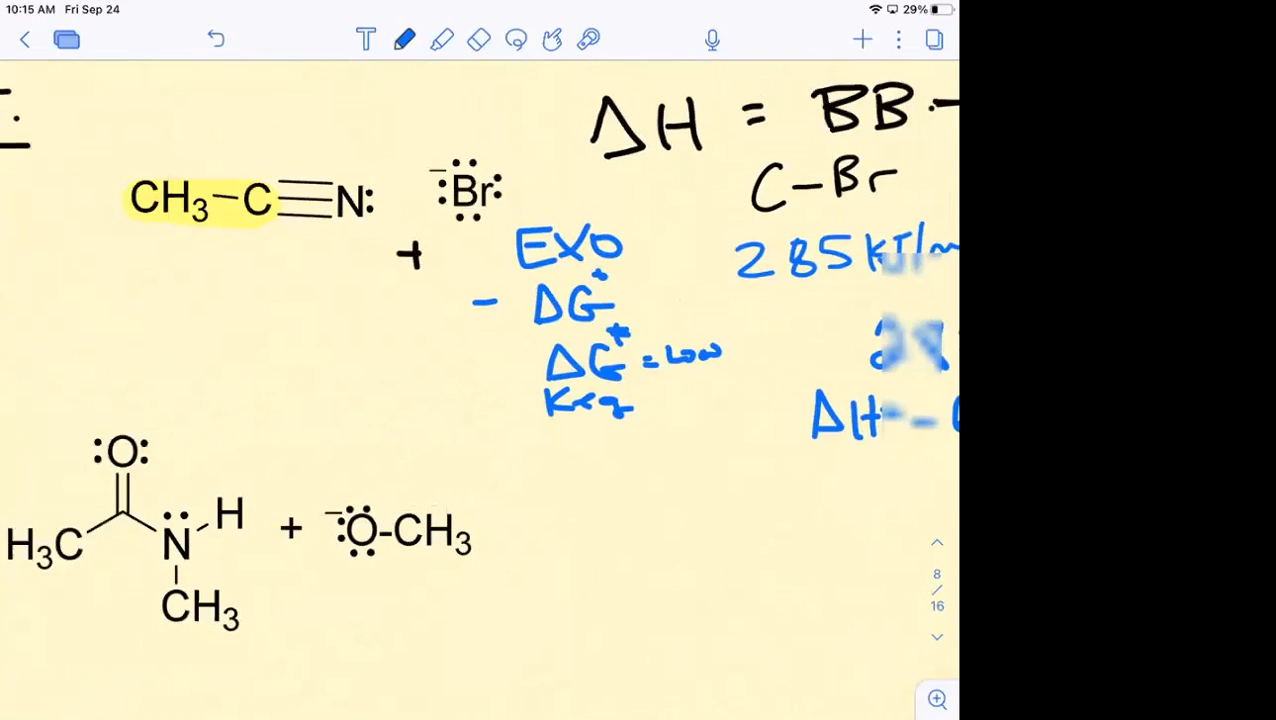 10:15 AM Fri Sep 24 29%
ΔH = BB -
CH3-C≡N: :Br:
C-Br
+ EXO
285 kJ/m
- ΔG‡
ΔG‡ = Low
Keq
ΔH = -
:O:
H3C N H + :O-CH3
CH3
8
/
16